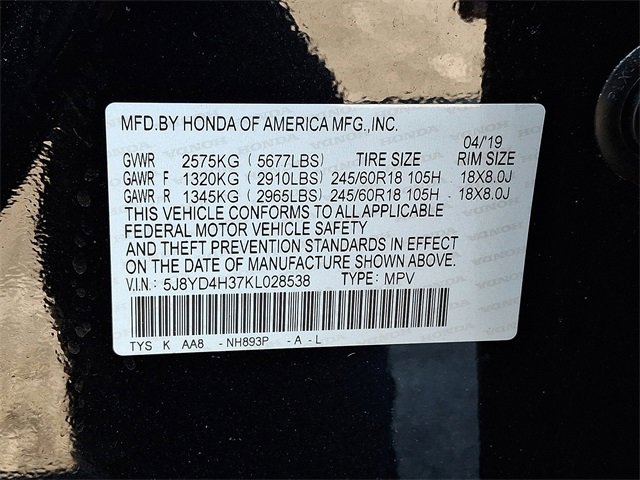 MFD.BY HONDA OF AMERICA MFG.,INC.
04/'19
GWWR 2575KG (5677LBS) TIRE SIZE RIM SIZE
GAWR F 1320KG (2910LBS) 245/60R18 105H 18X8.0J
GAWR R 1345KG (2965LBS) 245/60R18 105H 18X8.0J
THIS VEHICLE CONFORMS TO ALL APPLICABLE
FEDERAL MOTOR VEHICLE SAFETY
AND THEFT PREVENTION STANDARDS IN EFFECT
ON THE DATE OF MANUFACTURE SHOWN ABOVE.
V.I.N: 5J8YD4H37KL028538 TYPE: MPV
TYS K AA8 -NH893P -A -L